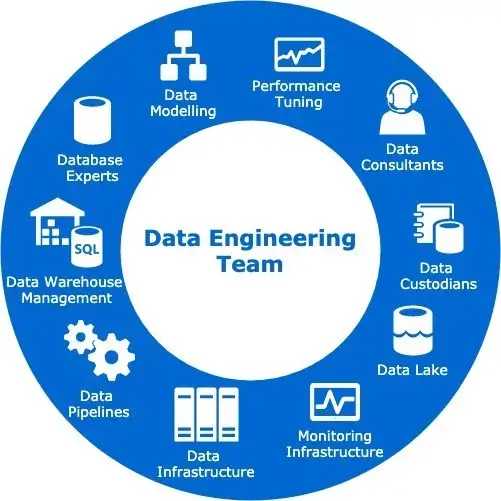 Data
Modelling
Performance
Tuning
Data
Consultants
Database
Experts
Data Engineering
Team
SQL
Data Warehouse
Management
Data
Custodians
Data Lake
Data
Pipelines
Monitoring
Infrastructure
Data
Infrastructure